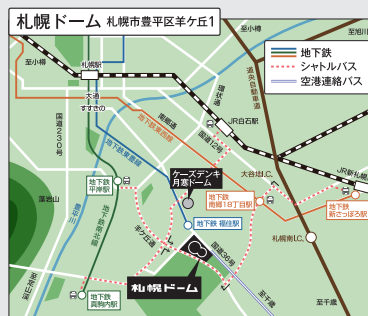 札幌ドーム 札幌市豊平区羊ケ丘1
地下鉄
シャトルバス
空港連絡バス
至小樽
至小樽
至旭川
札幌駅
大通
すすきの
国道230号
環状通
道央自動車道
南郷通
地下鉄東西線
JR白石駅
国道12号
地下鉄東豊線
ケーズデンキ
月寒ドーム
大谷地I.C.
JR新札幌
地下鉄
平岸駅
藻岩山
豊平川
地下鉄南北線
羊ケ丘通
地下鉄
南郷18丁目駅
地下鉄
新さっぽろ駅
地下鉄 福住駅
札幌南I.C.
国道36号
札幌ドーム
至定山渓
地下鉄
真駒内駅
至千歳
至千歳